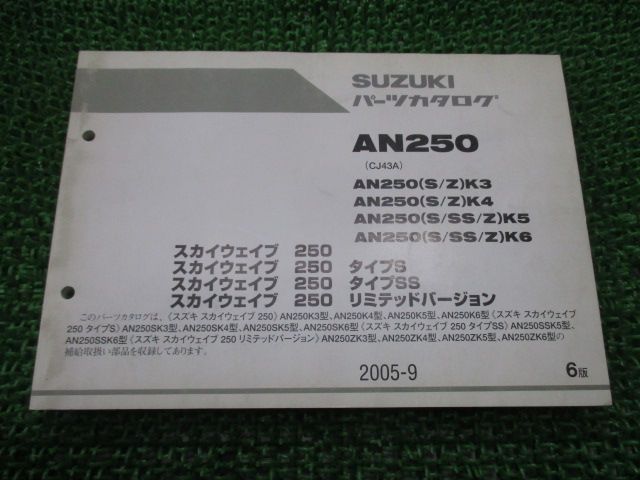 SUZUKI
パーツカタログ
AN250
(CJ43A)
AN250(S/Z)K3
AN250(S/Z)K4
AN250(S/SS/Z)K5
AN250(S/SS/Z)K6
スカイウェイブ 250
スカイウェイブ 250 タイプS
スカイウェイブ 250 タイプSS
スカイウェイブ 250 リミテッドバージョン
このパーツカタログは、《スズキ スカイウェイブ 250》AN250K3型、AN250K4型、AN250K5型、AN250K6型《スズキ スカイウェイブ
250 タイプS》AN250SK3型、AN250SK4型、AN250SK5型、AN250SK6型《スズキ スカイウェイブ 250 タイプSS》AN250SSK5型、
AN250SSK6型《スズキ スカイウェイブ 250 リミテッドバージョン》AN250ZK3型、AN250ZK4型、AN250ZK5型、AN250ZK6型の
補給取扱い部品を収録してあります。
2005-9
6版